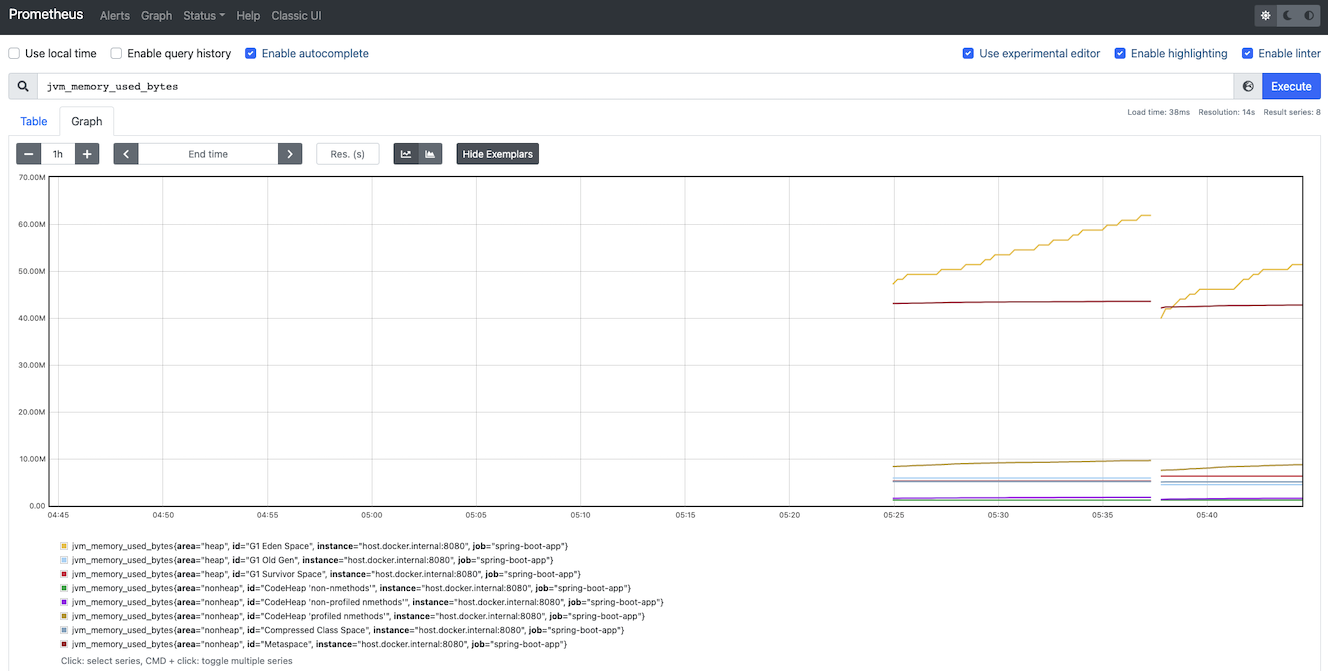 Prometheus Alerts Graph Status Help Classic UI
Use local time Enable query history Enable autocomplete Use experimental editor Enable highlighting Enable linter
jvm_memory_used_bytes Execute
Load time: 38ms Resolution: 14s Result series: 8
Table Graph
1h End time Res. (s) Hide Exemplars
70.00M
60.00M
50.00M
40.00M
30.00M
20.00M
10.00M
0.00
04:45 04:50 04:55 05:00 05:05 05:10 05:15 05:20 05:25 05:30 05:35 05:40
jvm_memory_used_bytes{area="heap", id="G1 Eden Space", instance="host.docker.internal:8080", job="spring-boot-app"}
jvm_memory_used_bytes{area="heap", id="G1 Old Gen", instance="host.docker.internal:8080", job="spring-boot-app"}
jvm_memory_used_bytes{area="heap", id="G1 Survivor Space", instance="host.docker.internal:8080", job="spring-boot-app"}
jvm_memory_used_bytes{area="nonheap", id="CodeHeap 'non-nmethods'", instance="host.docker.internal:8080", job="spring-boot-app"}
jvm_memory_used_bytes{area="nonheap", id="CodeHeap 'non-profiled nmethods'", instance="host.docker.internal:8080", job="spring-boot-app"}
jvm_memory_used_bytes{area="nonheap", id="CodeHeap 'profiled nmethods'", instance="host.docker.internal:8080", job="spring-boot-app"}
jvm_memory_used_bytes{area="nonheap", id="Compressed Class Space", instance="host.docker.internal:8080", job="spring-boot-app"}
jvm_memory_used_bytes{area="nonheap", id="Metaspace", instance="host.docker.internal:8080", job="spring-boot-app"}
Click: select series, CMD + click: toggle multiple series